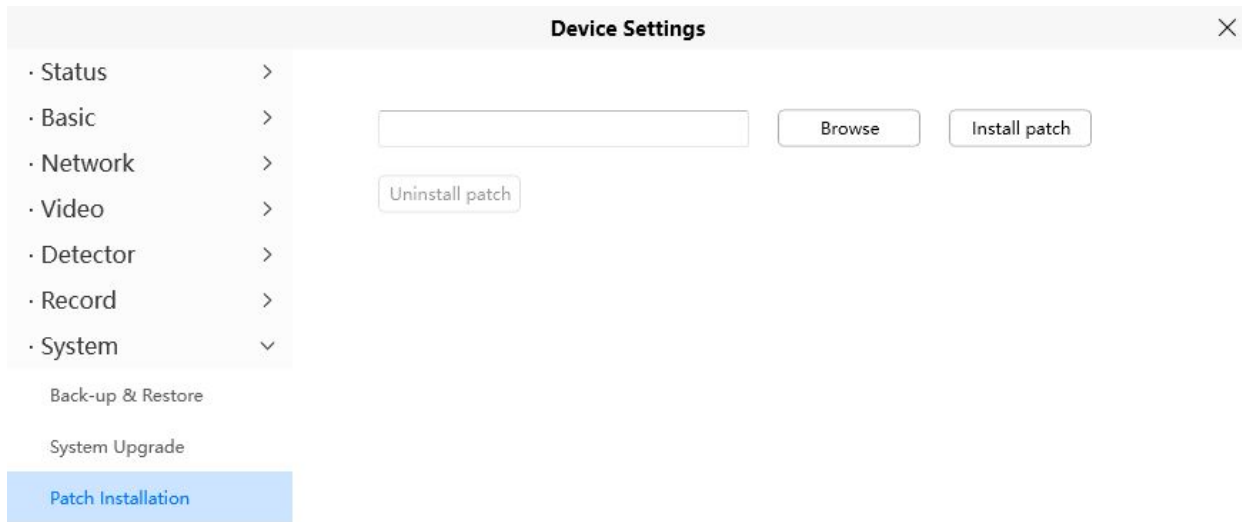 Device Settings
· Status
· Basic
· Network
· Video
· Detector
· Record
· System
Back-up & Restore
System Upgrade
Patch Installation
Browse
Install patch
Uninstall patch